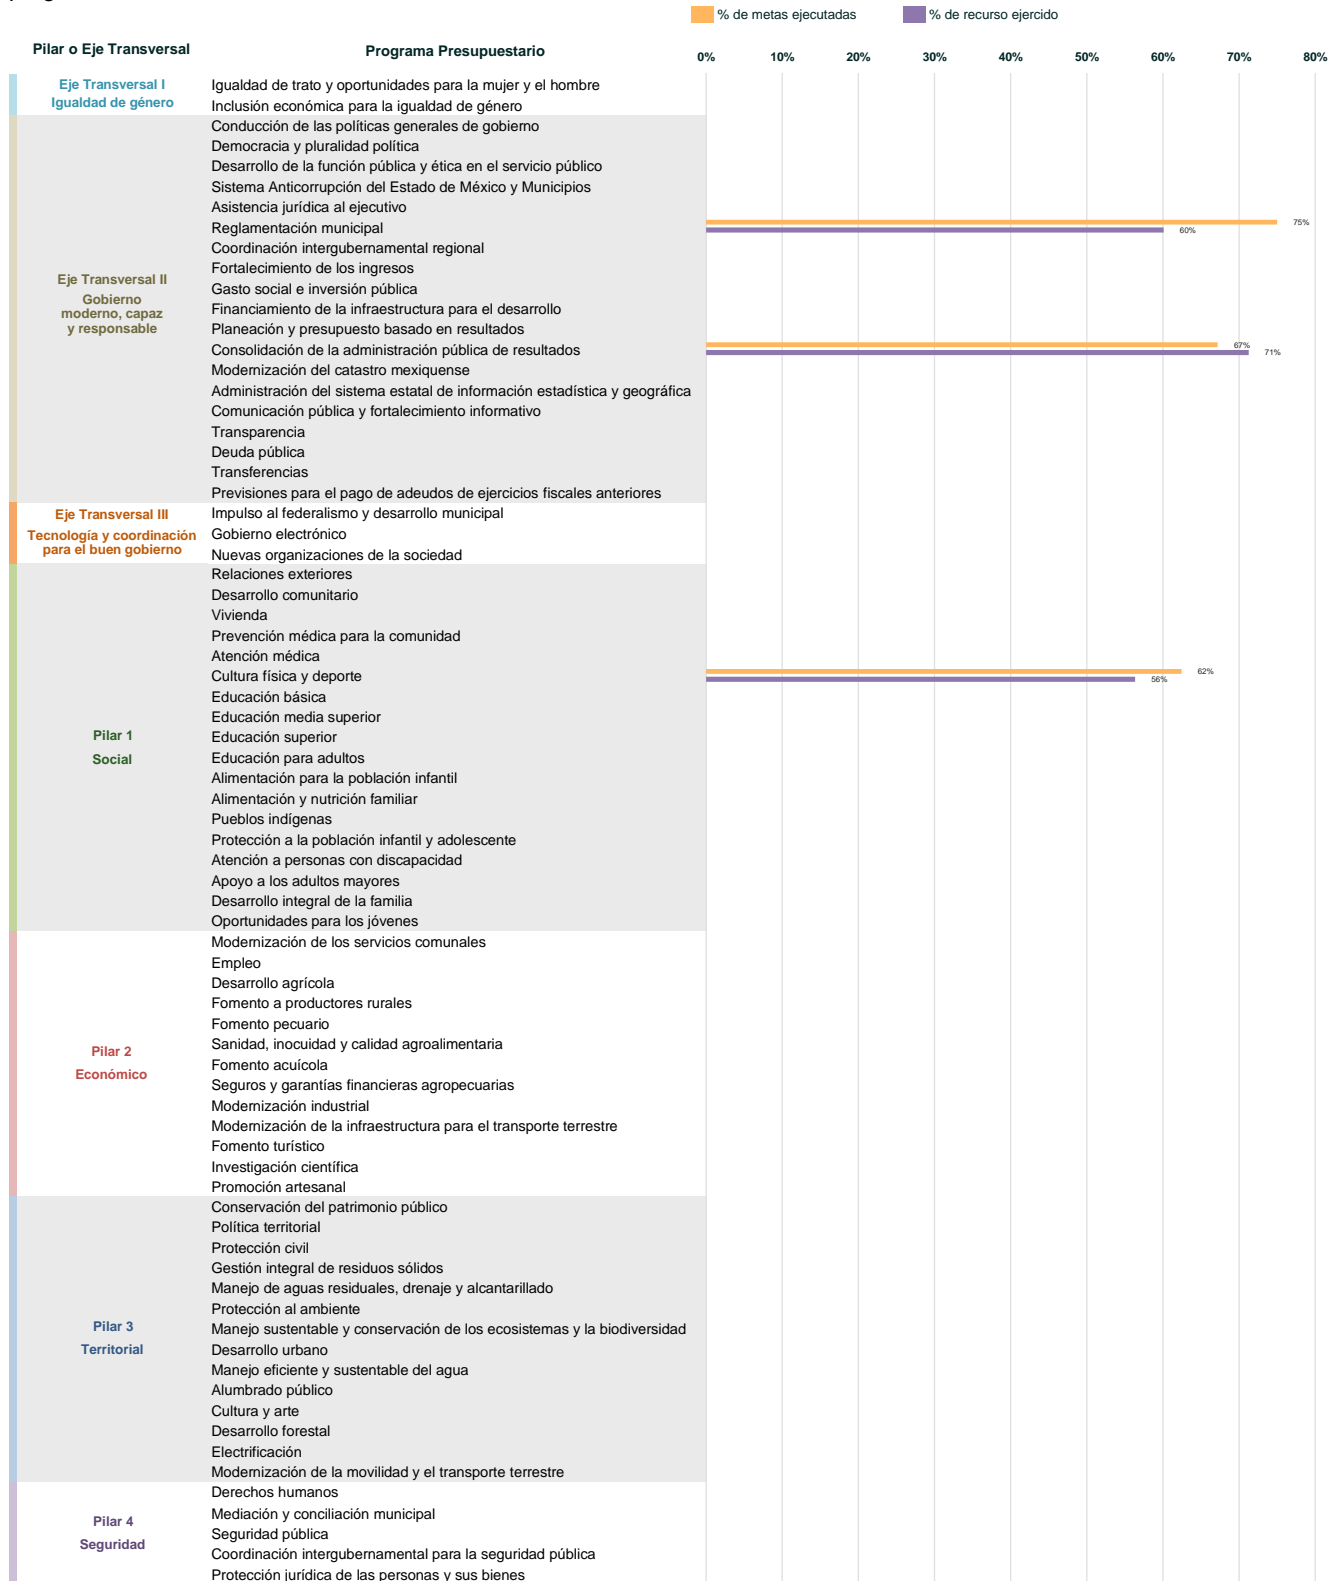 % de metas ejecutadas
% de recurso ejercido
Pilar o Eje Transversal
Programa Presupuestario
0%
10%
20%
30%
40%
50%
60%
70%
80%
Eje Transversal I
Igualdad de género
Igualdad de trato y oportunidades para la mujer y el hombre
Inclusión económica para la igualdad de género
Eje Transversal II
Gobierno
moderno, capaz
y responsable
Conducción de las políticas generales de gobierno
Democracia y pluralidad política
Desarrollo de la función pública y ética en el servicio público
Sistema Anticorrupción del Estado de México y Municipios
Asistencia jurídica al ejecutivo
Reglamentación municipal
75%
60%
Coordinación intergubernamental regional
Fortalecimiento de los ingresos
Gasto social e inversión pública
Financiamiento de la infraestructura para el desarrollo
Planeación y presupuesto basado en resultados
Consolidación de la administración pública de resultados
67%
71%
Modernización del catastro mexiquense
Administración del sistema estatal de información estadística y geográfica
Comunicación pública y fortalecimiento informativo
Transparencia
Deuda pública
Transferencias
Previsiones para el pago de adeudos de ejercicios fiscales anteriores
Eje Transversal III
Tecnología y coordinación
para el buen gobierno
Impulso al federalismo y desarrollo municipal
Gobierno electrónico
Nuevas organizaciones de la sociedad
Pilar 1
Social
Relaciones exteriores
Desarrollo comunitario
Vivienda
Prevención médica para la comunidad
Atención médica
Cultura física y deporte
62%
56%
Educación básica
Educación media superior
Educación superior
Educación para adultos
Alimentación para la población infantil
Alimentación y nutrición familiar
Pueblos indígenas
Protección a la población infantil y adolescente
Atención a personas con discapacidad
Apoyo a los adultos mayores
Desarrollo integral de la familia
Oportunidades para los jóvenes
Pilar 2
Económico
Modernización de los servicios comunales
Empleo
Desarrollo agrícola
Fomento a productores rurales
Fomento pecuario
Sanidad, inocuidad y calidad agroalimentaria
Fomento acuícola
Seguros y garantías financieras agropecuarias
Modernización industrial
Modernización de la infraestructura para el transporte terrestre
Fomento turístico
Investigación científica
Promoción artesanal
Pilar 3
Territorial
Conservación del patrimonio público
Política territorial
Protección civil
Gestión integral de residuos sólidos
Manejo de aguas residuales, drenaje y alcantarillado
Protección al ambiente
Manejo sustentable y conservación de los ecosistemas y la biodiversidad
Desarrollo urbano
Manejo eficiente y sustentable del agua
Alumbrado público
Cultura y arte
Desarrollo forestal
Electrificación
Modernización de la movilidad y el transporte terrestre
Pilar 4
Seguridad
Derechos humanos
Mediación y conciliación municipal
Seguridad pública
Coordinación intergubernamental para la seguridad pública
Protección jurídica de las personas y sus bienes